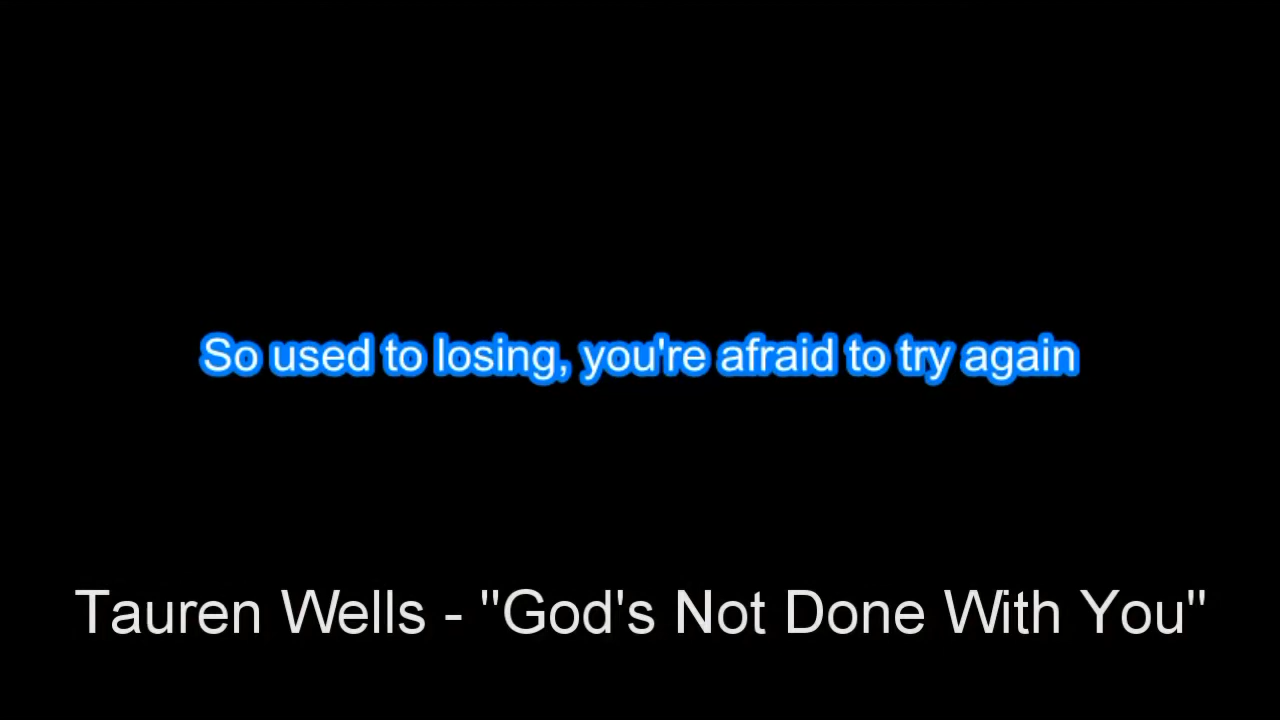 So used to losing, you're afraid to try again
Tauren Wells - "God's Not Done With You"